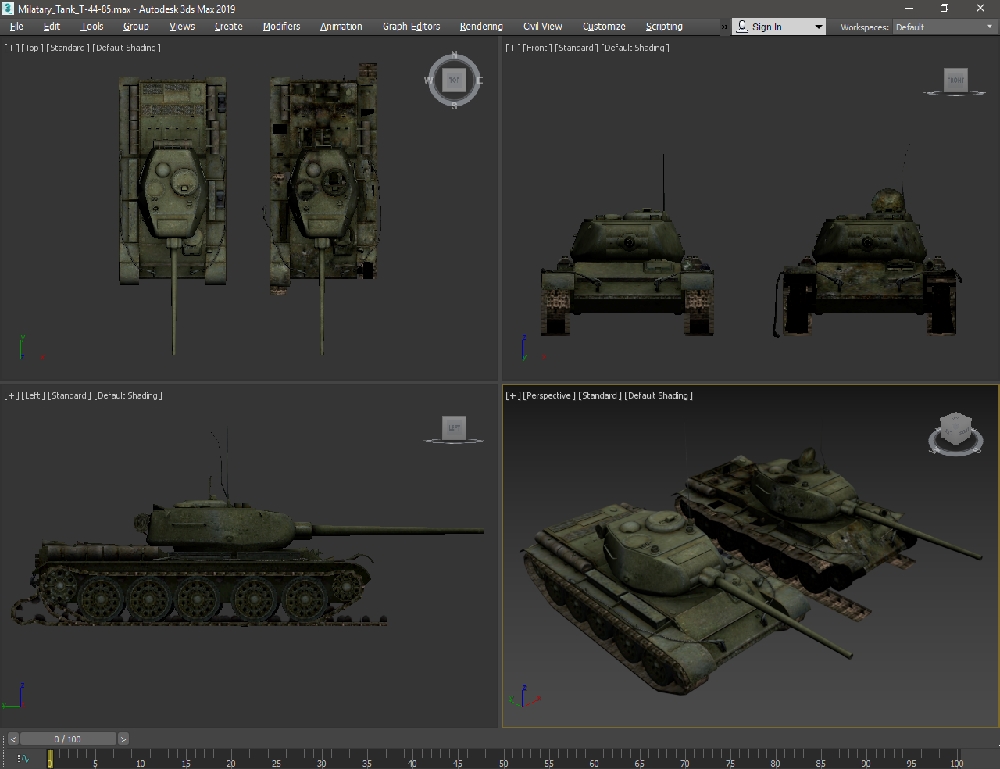 Milatary_Tank_T-44-85.max - Autodesk 3ds Max 2019
File Edit Tools Group Views Create Modifiers Animation Graph Editors Rendering Civil View Customize Scripting » Sign In Workspaces: Default
[+] [Top] [Standard] [Default Shading]
[+] [Front] [Standard] [Default Shading]
N
W TOP E
S
FRONT
[+] [Left] [Standard] [Default Shading]
[+] [Perspective] [Standard] [Default Shading]
LEFT
< 0 / 100 >
0 5 10 15 20 25 30 35 40 45 50 55 60 65 70 75 80 85 90 95 100